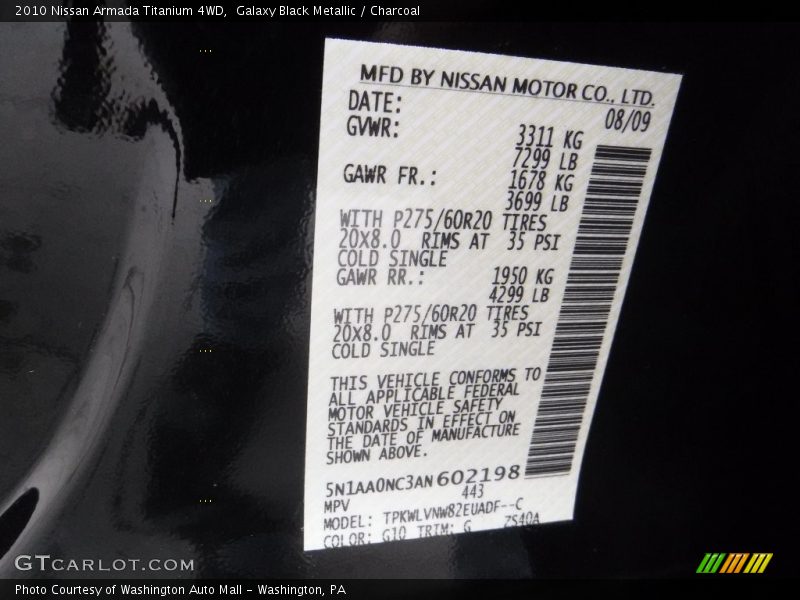 2010 Nissan Armada Titanium 4WD,  Galaxy Black Metallic / Charcoal
MFD BY NISSAN MOTOR CO., LTD.
DATE: 08/09
GVWR: 3311 KG
7299 LB
GAWR FR.: 1678 KG
3699 LB
WITH P275/60R20 TIRES
20X8.0 RIMS AT 35 PSI
COLD SINGLE
GAWR RR.: 1950 KG
4299 LB
WITH P275/60R20 TIRES
20X8.0 RIMS AT 35 PSI
COLD SINGLE
THIS VEHICLE CONFORMS TO
ALL APPLICABLE FEDERAL
MOTOR VEHICLE SAFETY
STANDARDS IN EFFECT ON
THE DATE OF MANUFACTURE
SHOWN ABOVE.
5N1AA0NC3AN602198
MPV 443
MODEL: TPKWLVNW82EUADF--C
COLOR: G10 TRIM: G ZS40A
GTCARLOT.COM
Photo Courtesy of Washington Auto Mall - Washington, PA